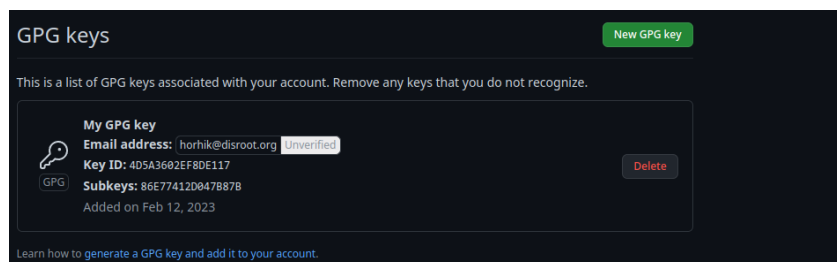 GPG keys
New GPG key
This is a list of GPG keys associated with your account. Remove any keys that you do not recognize.
My GPG key
Email address: horhik@disroot.org Unverified
Key ID: 4D5A3602EF8DE117
Subkeys: 86E77412D047B87B
Added on Feb 12, 2023
GPG
Delete
Learn how to generate a GPG key and add it to your account.